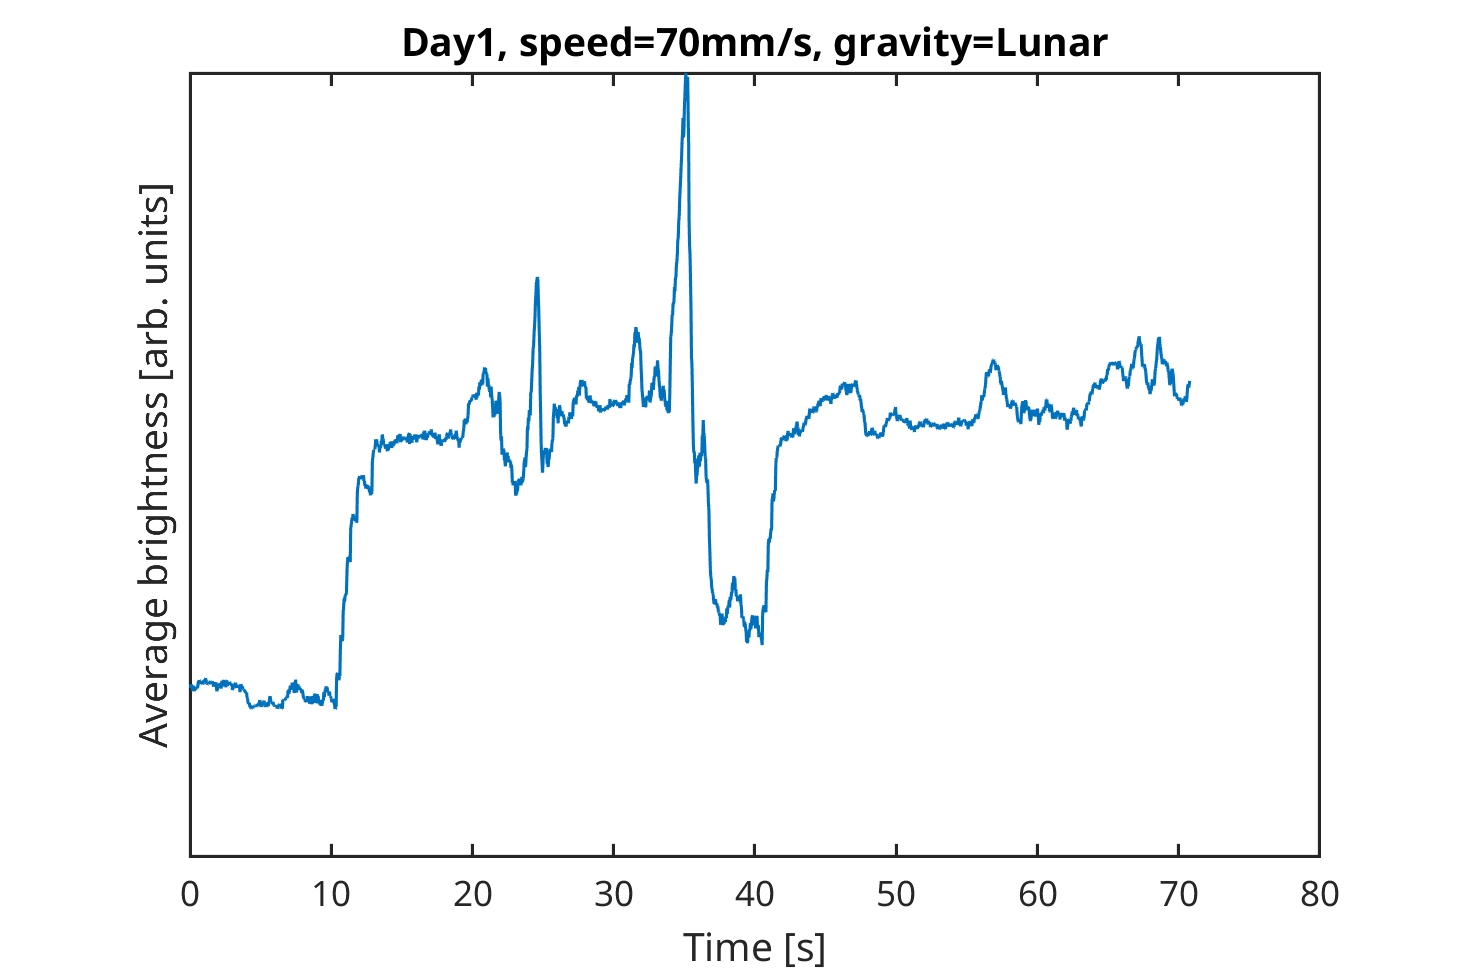 Day1, speed=70mm/s, gravity=Lunar
Average brightness [arb. units]
0 10 20 30 40 50 60 70 80
Time [s]